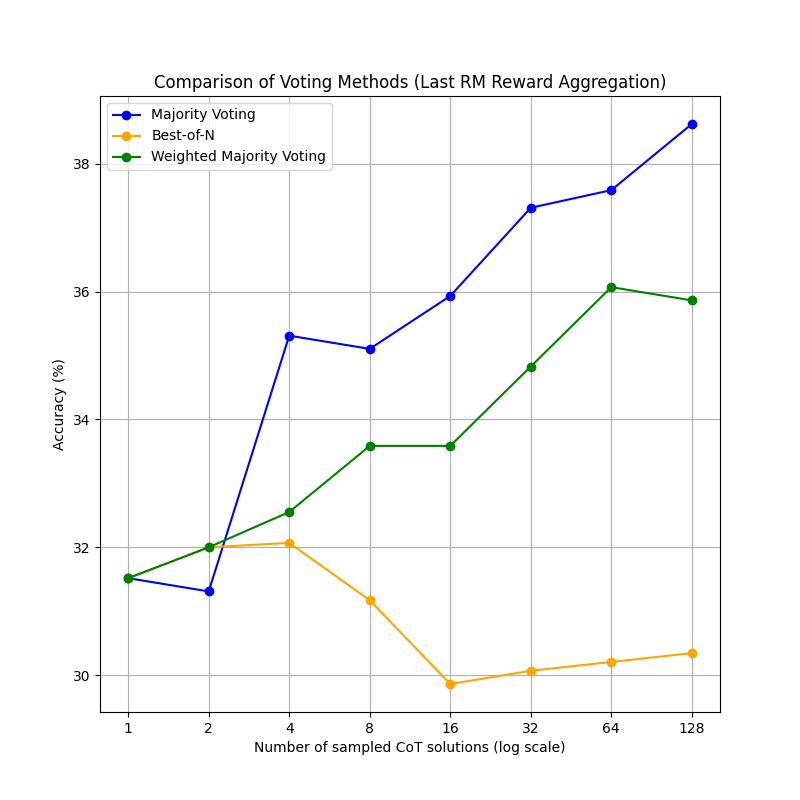 Comparison of Voting Methods (Last RM Reward Aggregation)
Majority Voting
Best-of-N
Weighted Majority Voting
Accuracy (%)
38
36
34
32
30
1 2 4 8 16 32 64 128
Number of sampled CoT solutions (log scale)